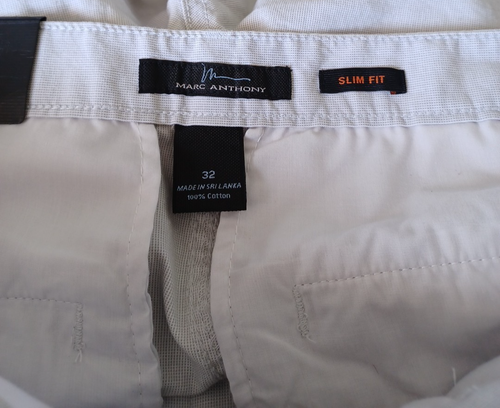 MARC ANTHONY
SLIM FIT
32
MADE IN SRI LANKA
100% Cotton